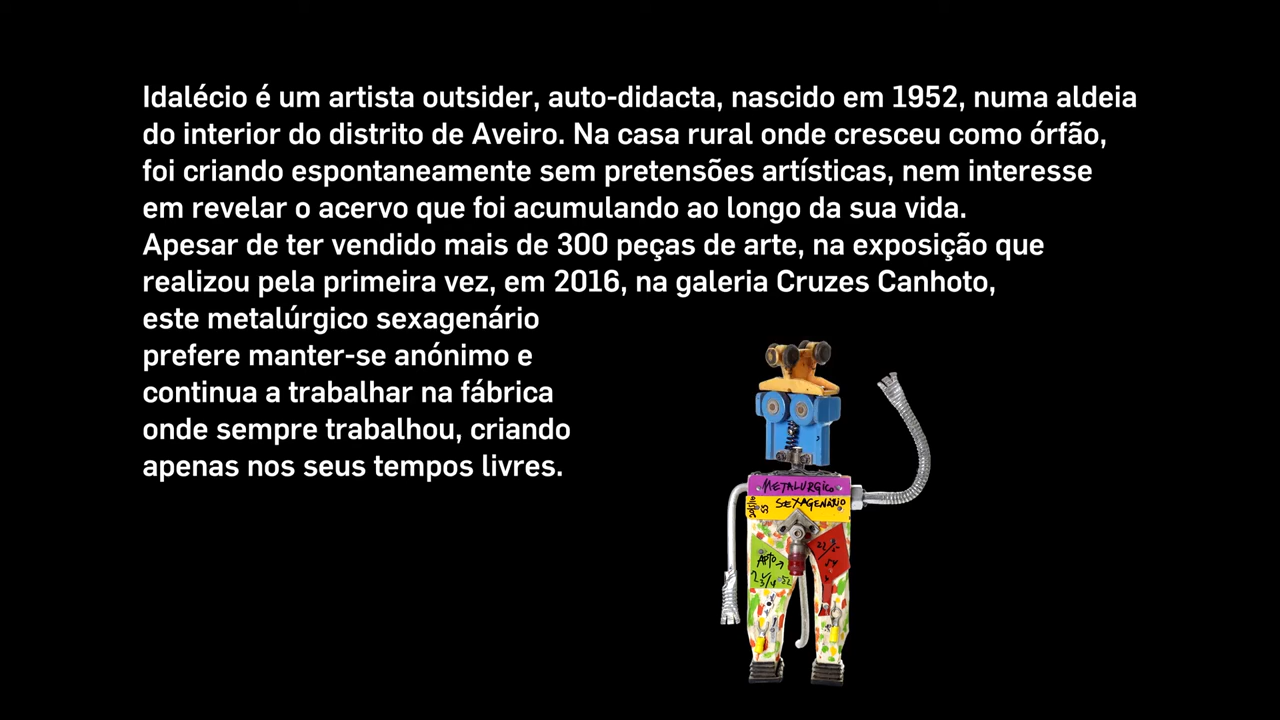 Idalécio é um artista outsider, auto-didacta, nascido em 1952, numa aldeia
do interior do distrito de Aveiro. Na casa rural onde cresceu como órfão,
foi criando espontaneamente sem pretensões artísticas, nem interesse
em revelar o acervo que foi acumulando ao longo da sua vida.
Apesar de ter vendido mais de 300 peças de arte, na exposição que
realizou pela primeira vez, em 2016, na galeria Cruzes Canhoto,
este metalúrgico sexagenário
prefere manter-se anónimo e
continua a trabalhar na fábrica
onde sempre trabalhou, criando
apenas nos seus tempos livres.
METALURGICO
SEXAGENÁRIO
APTO